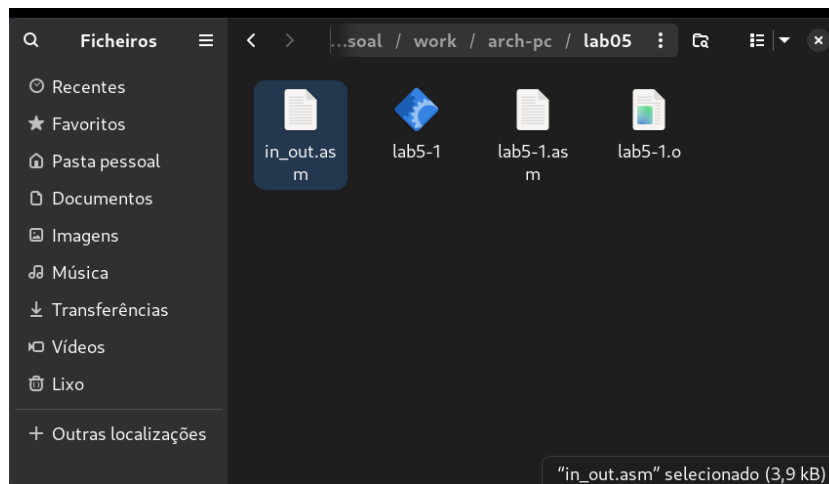 Ficheiros
...soal / work / arch-pc / lab05
Recentes
Favoritos
Pasta pessoal
Documentos
Imagens
Música
Transferências
Vídeos
Lixo
Outras localizações
in_out.as
m
lab5-1
lab5-1.as
m
lab5-1.o
“in_out.asm” selecionado (3,9 kB)